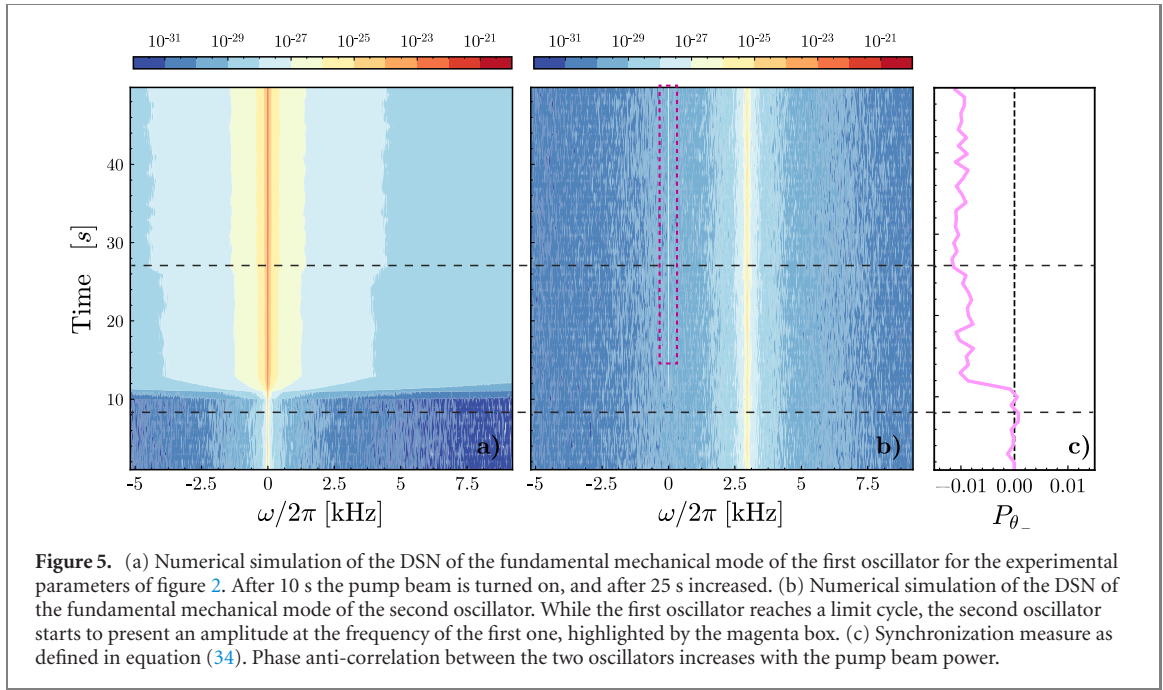 10⁻³¹ 10⁻²⁹ 10⁻²⁷ 10⁻²⁵ 10⁻²³ 10⁻²¹
10⁻³¹ 10⁻²⁹ 10⁻²⁷ 10⁻²⁵ 10⁻²³ 10⁻²¹
Time [s]
40
30
20
10
a)
b)
c)
-5 -2.5 0 2.5 5 7.5
-5 -2.5 0 2.5 5 7.5
−0.01 0.00 0.01
ω/2π [kHz]
ω/2π [kHz]
P_θ_−
Figure 5. (a) Numerical simulation of the DSN of the fundamental mechanical mode of the first oscillator for the experimental
parameters of figure 2. After 10 s the pump beam is turned on, and after 25 s increased. (b) Numerical simulation of the DSN of
the fundamental mechanical mode of the second oscillator. While the first oscillator reaches a limit cycle, the second oscillator
starts to present an amplitude at the frequency of the first one, highlighted by the magenta box. (c) Synchronization measure as
defined in equation (34). Phase anti-correlation between the two oscillators increases with the pump beam power.